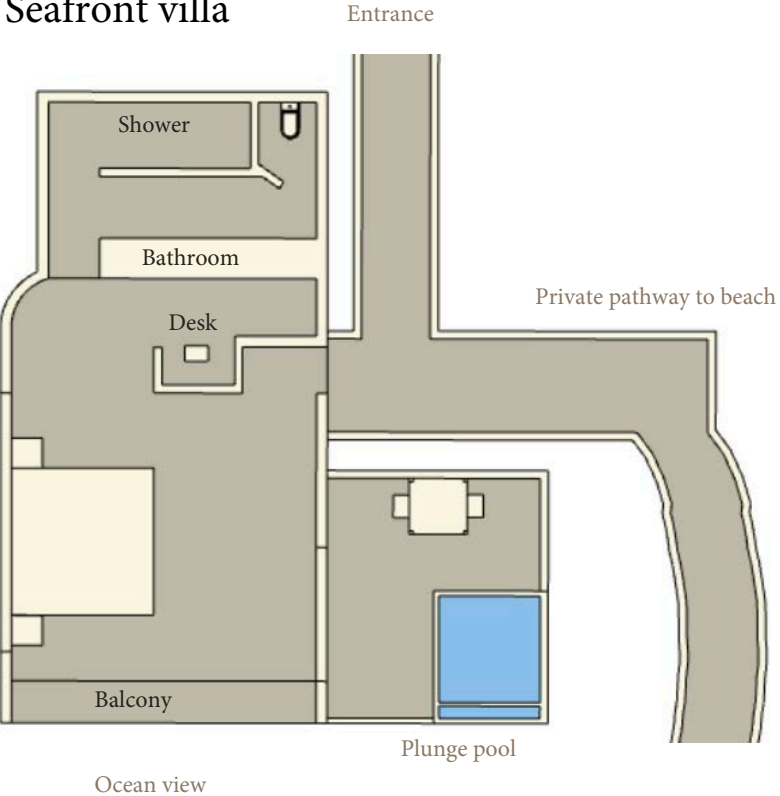 Seafront villa
Entrance
Shower
Bathroom
Private pathway to beach
Desk
Balcony
Plunge pool
Ocean view